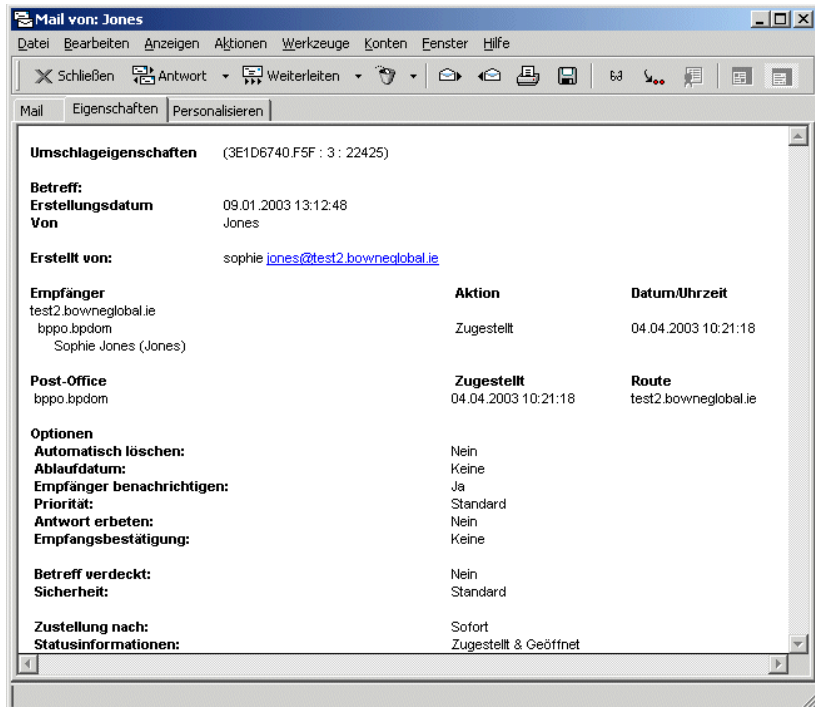 Mail von: Jones
Datei Bearbeiten Anzeigen Aktionen Werkzeuge Konten Fenster Hilfe
Schließen Antwort Weiterleiten
Mail Eigenschaften Personalisieren
Umschlageigenschaften (3E1D6740.F5F : 3 : 22425)
Betreff:
Erstellungsdatum 09.01.2003 13:12:48
Von Jones
Erstellt von: sophie jones@test2.bowneglobal.ie
Empfänger Aktion Datum/Uhrzeit
test2.bowneglobal.ie
bppo.bpdom Zugestellt 04.04.2003 10:21:18
Sophie Jones (Jones)
Post-Office Zugestellt Route
bppo.bpdom 04.04.2003 10:21:18 test2.bowneglobal.ie
Optionen
Automatisch löschen: Nein
Ablaufdatum: Keine
Empfänger benachrichtigen: Ja
Priorität: Standard
Antwort erbeten: Nein
Empfangsbestätigung: Keine
Betreff verdeckt: Nein
Sicherheit: Standard
Zustellung nach: Sofort
Statusinformationen: Zugestellt & Geöffnet